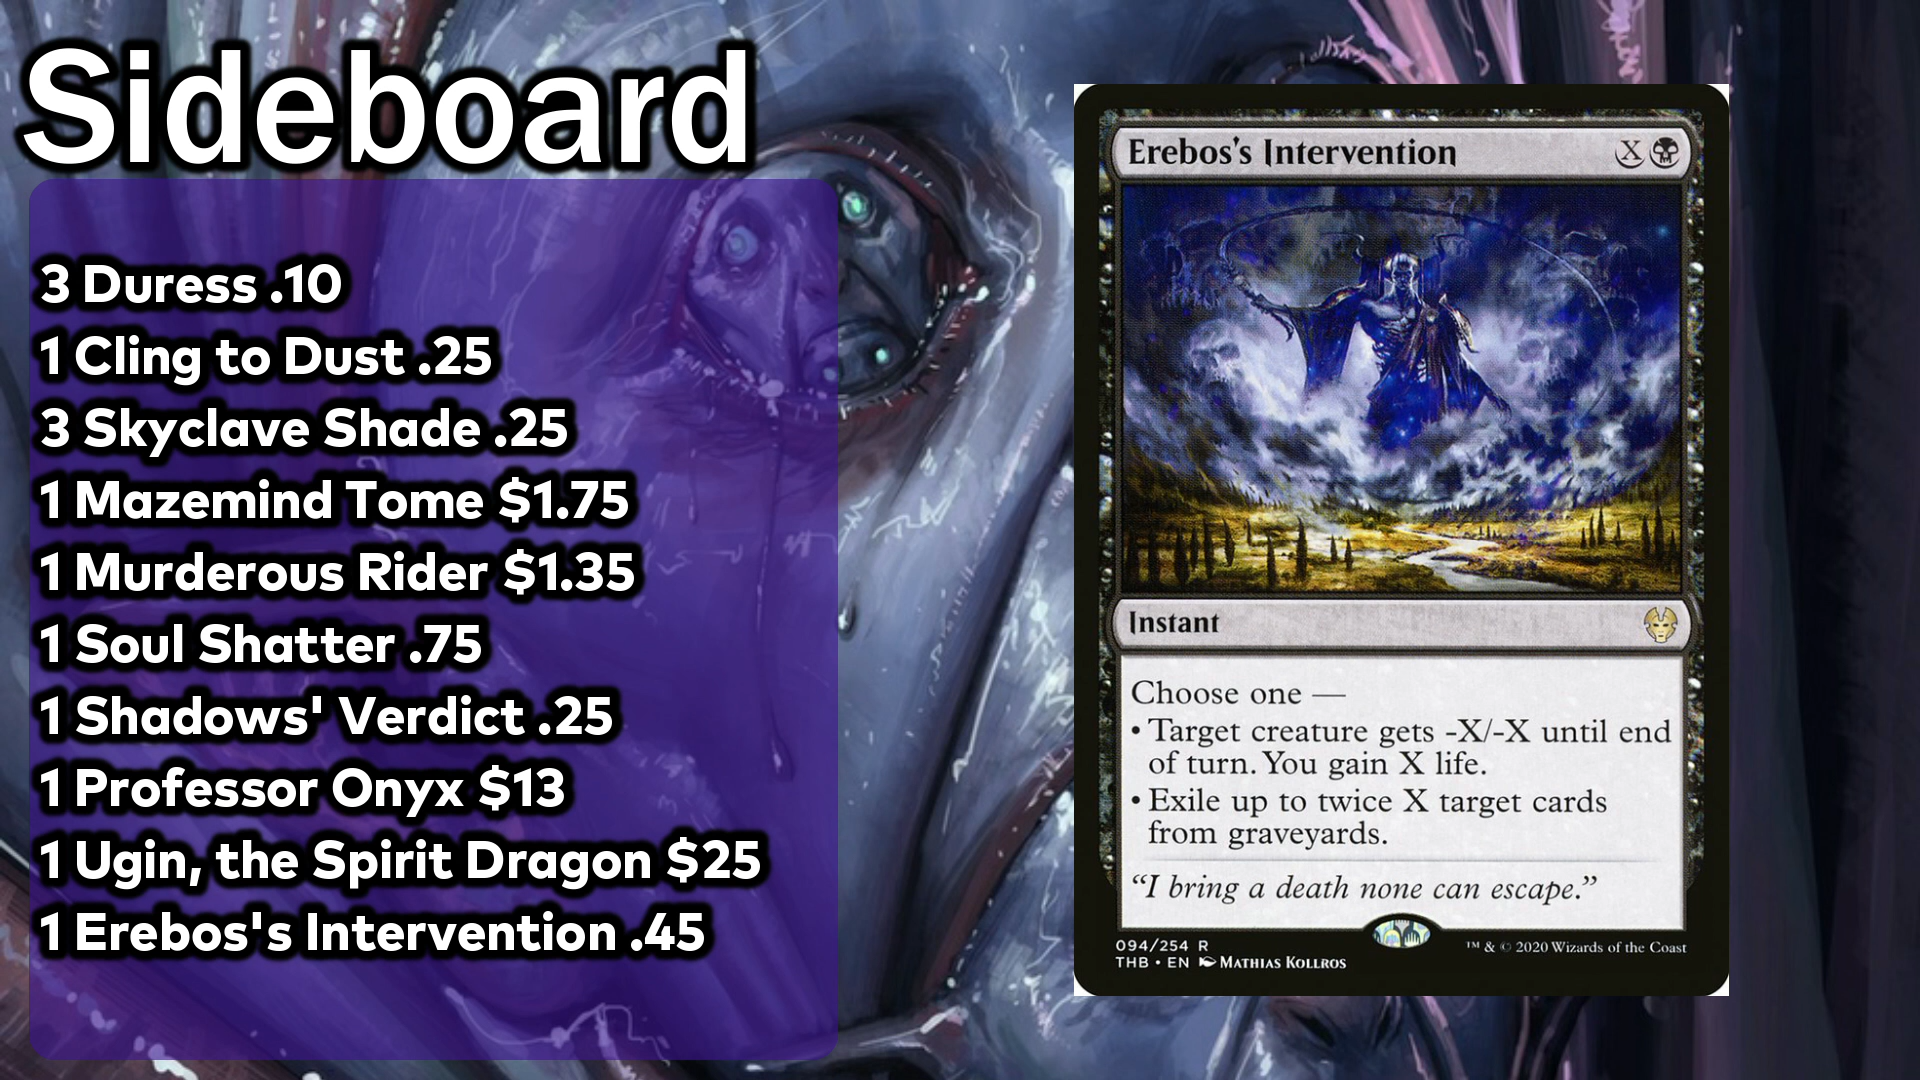 Sideboard
3 Duress .10
1 Cling to Dust .25
3 Skyclave Shade .25
1 Mazemind Tome $1.75
1 Murderous Rider $1.35
1 Soul Shatter .75
1 Shadows' Verdict .25
1 Professor Onyx $13
1 Ugin, the Spirit Dragon $25
1 Erebos's Intervention .45
Erebos's Intervention X
Instant
Choose one —
• Target creature gets -X/-X until end
of turn. You gain X life.
• Exile up to twice X target cards
from graveyards.
“I bring a death none can escape.”
094/254 R
THB • EN MATHIAS KOLLROS
™ & © 2020 Wizards of the Coast